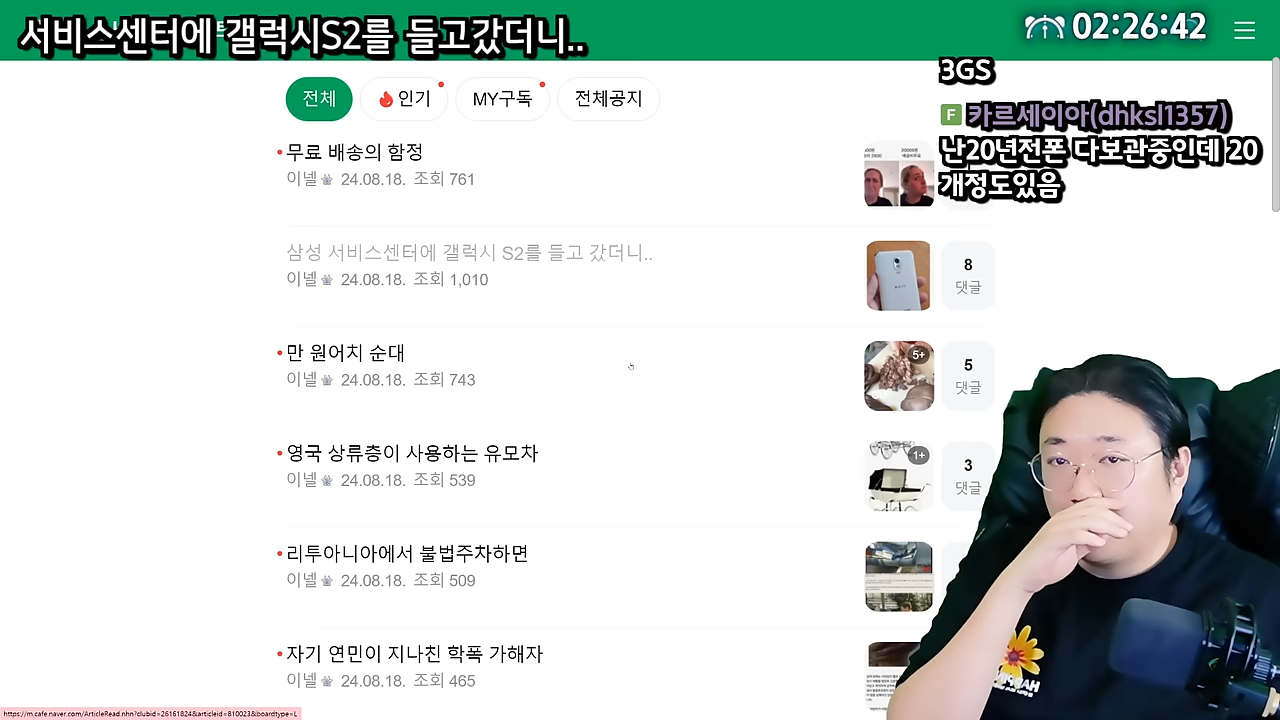 서비스센터에 갤럭시S2를 들고갔더니..
02:26:42
3GS
F 카르세이아(dhksl1357)
난20년전폰 다보관중인데 20
개정도있음
전체
인기
MY구독
전체공지
무료 배송의 함정
이넬 24.08.18. 조회 761
삼성 서비스센터에 갤럭시 S2를 들고 갔더니..
이넬 24.08.18. 조회 1,010
8
댓글
만 원어치 순대
이넬 24.08.18. 조회 743
5+
5
댓글
영국 상류층이 사용하는 유모차
이넬 24.08.18. 조회 539
1+
3
댓글
리투아니아에서 불법주차하면
이넬 24.08.18. 조회 509
자기 연민이 지나친 학폭 가해자
이넬 24.08.18. 조회 465